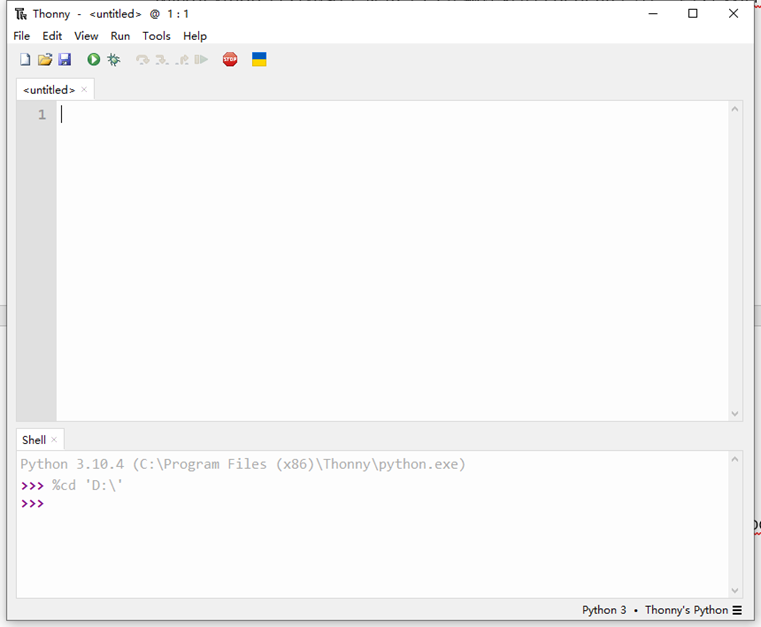 Thonny - <untitled> @ 1:1
File Edit View Run Tools Help
STOP
<untitled> ×
1
Shell ×
Python 3.10.4 (C:\Program Files (x86)\Thonny\python.exe)
>>> %cd 'D:\'
>>>
Python 3 • Thonny's Python ☰